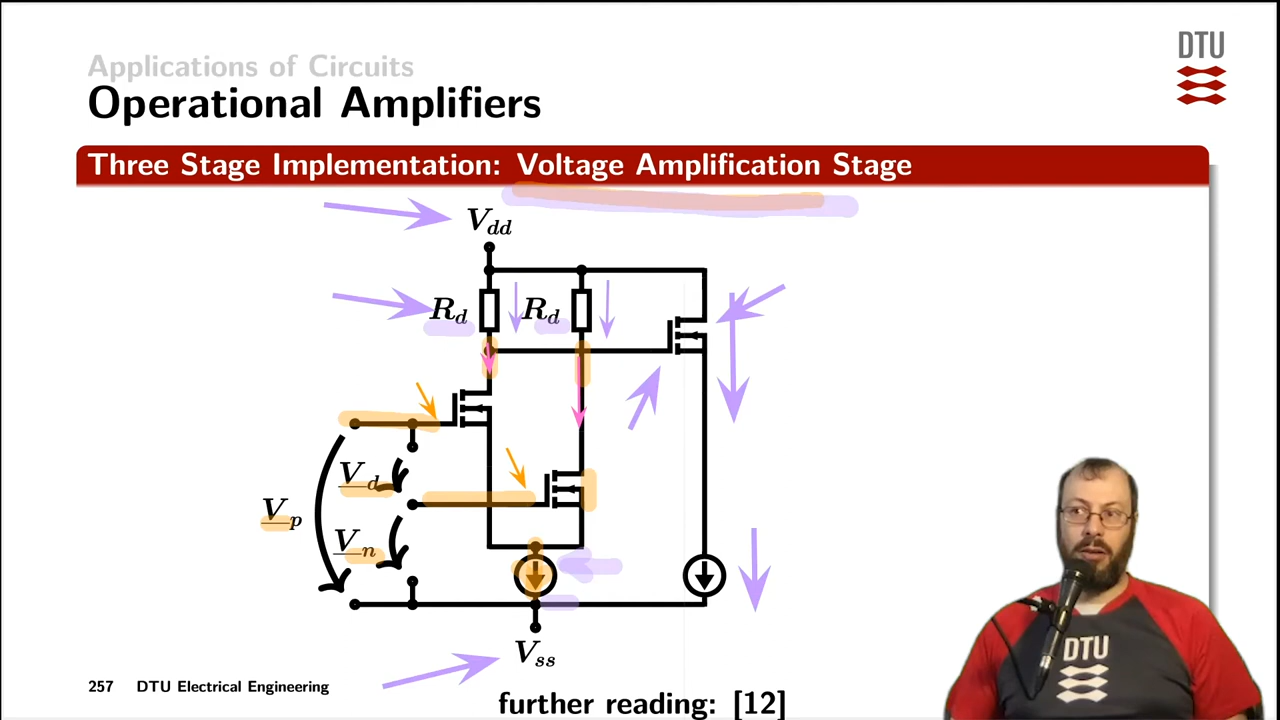 DTU
Applications of Circuits
Operational Amplifiers
Three Stage Implementation: Voltage Amplification Stage
Vdd
Rd Rd
Vd
Vp
Vn
Vss
DTU
257 DTU Electrical Engineering
further reading: [12]